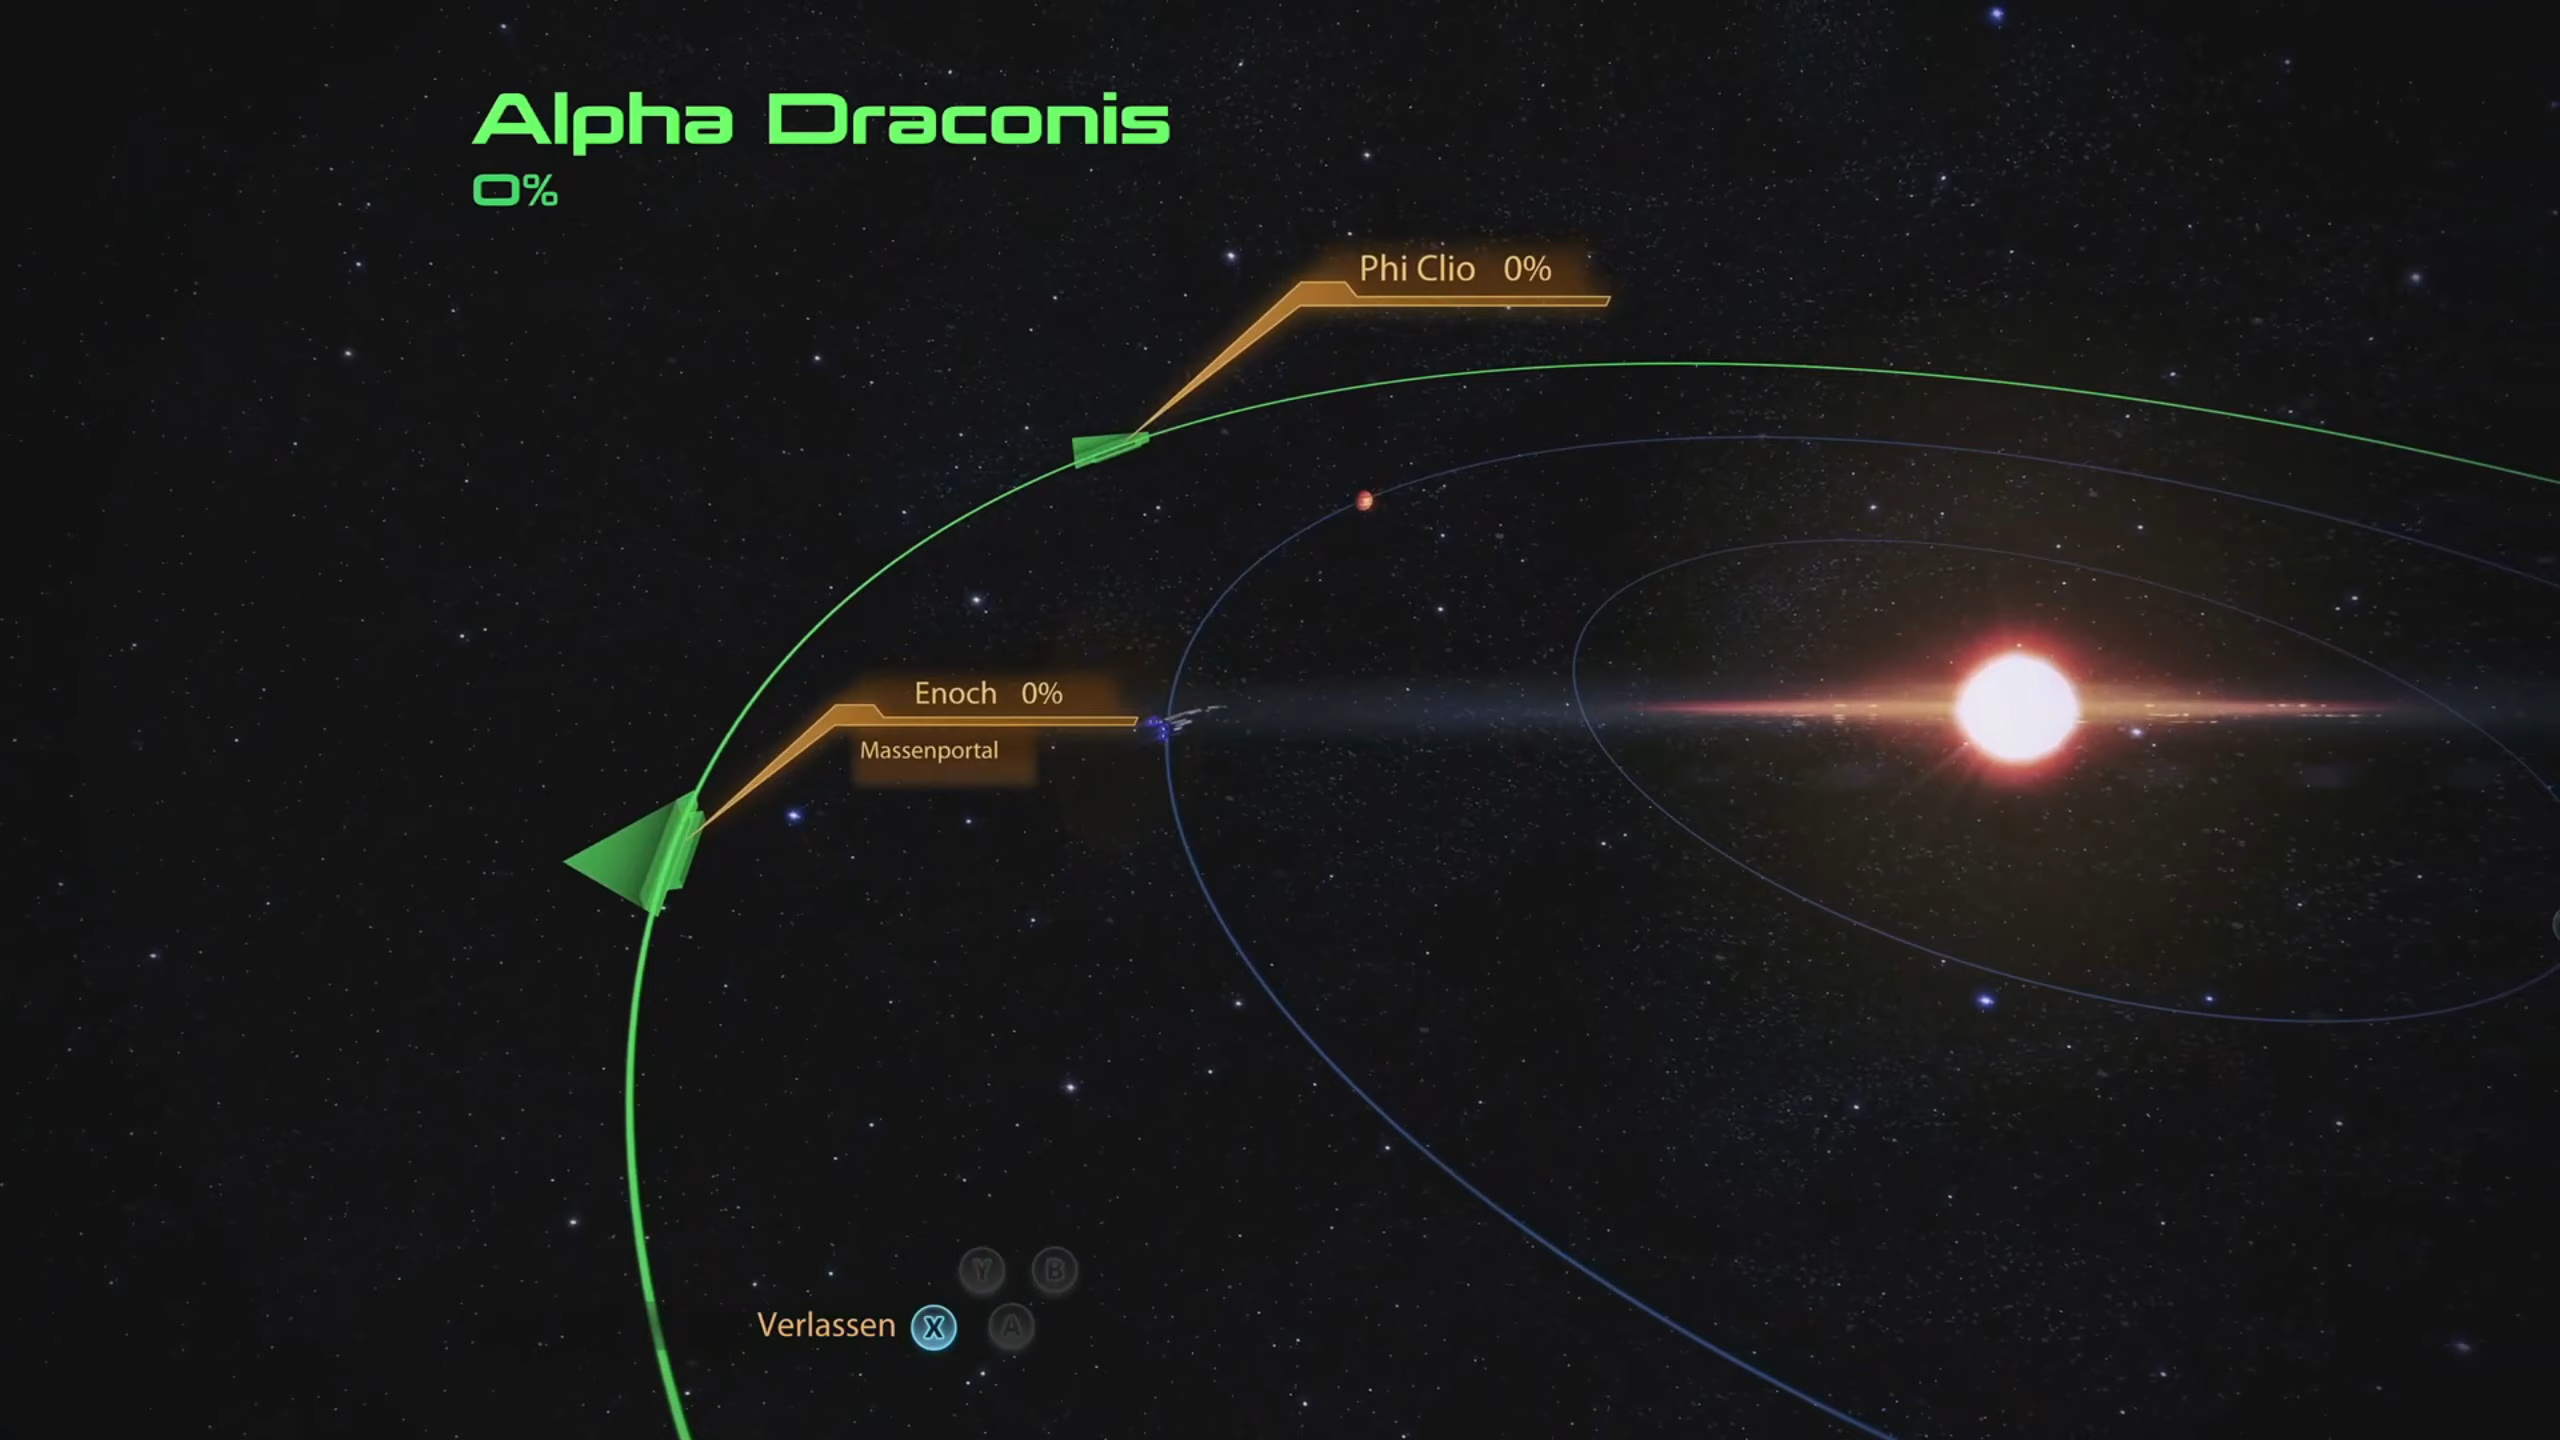 Alpha Draconis
0%
Phi Clio 0%
Enoch 0%
Massenportal
Y B
Verlassen X A